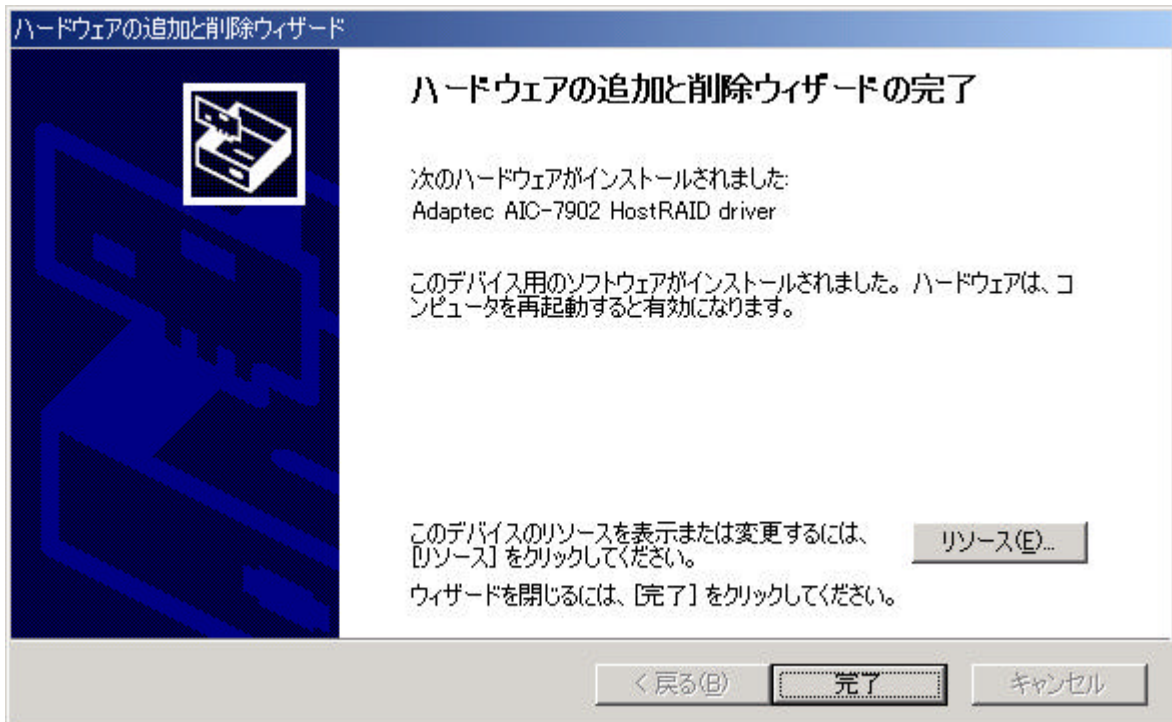 ハードウェアの追加と削除ウィザード
ハードウェアの追加と削除ウィザードの完了
次のハードウェアがインストールされました:
Adaptec AIC-7902 HostRAID driver
このデバイス用のソフトウェアがインストールされました。ハードウェアは、コ
ンピュータを再起動すると有効になります。
このデバイスのリソースを表示または変更するには、
[リソース] をクリックしてください。
リソース(E)...
ウィザードを閉じるには、[完了] をクリックしてください。
< 戻る(B)
完了
キャンセル